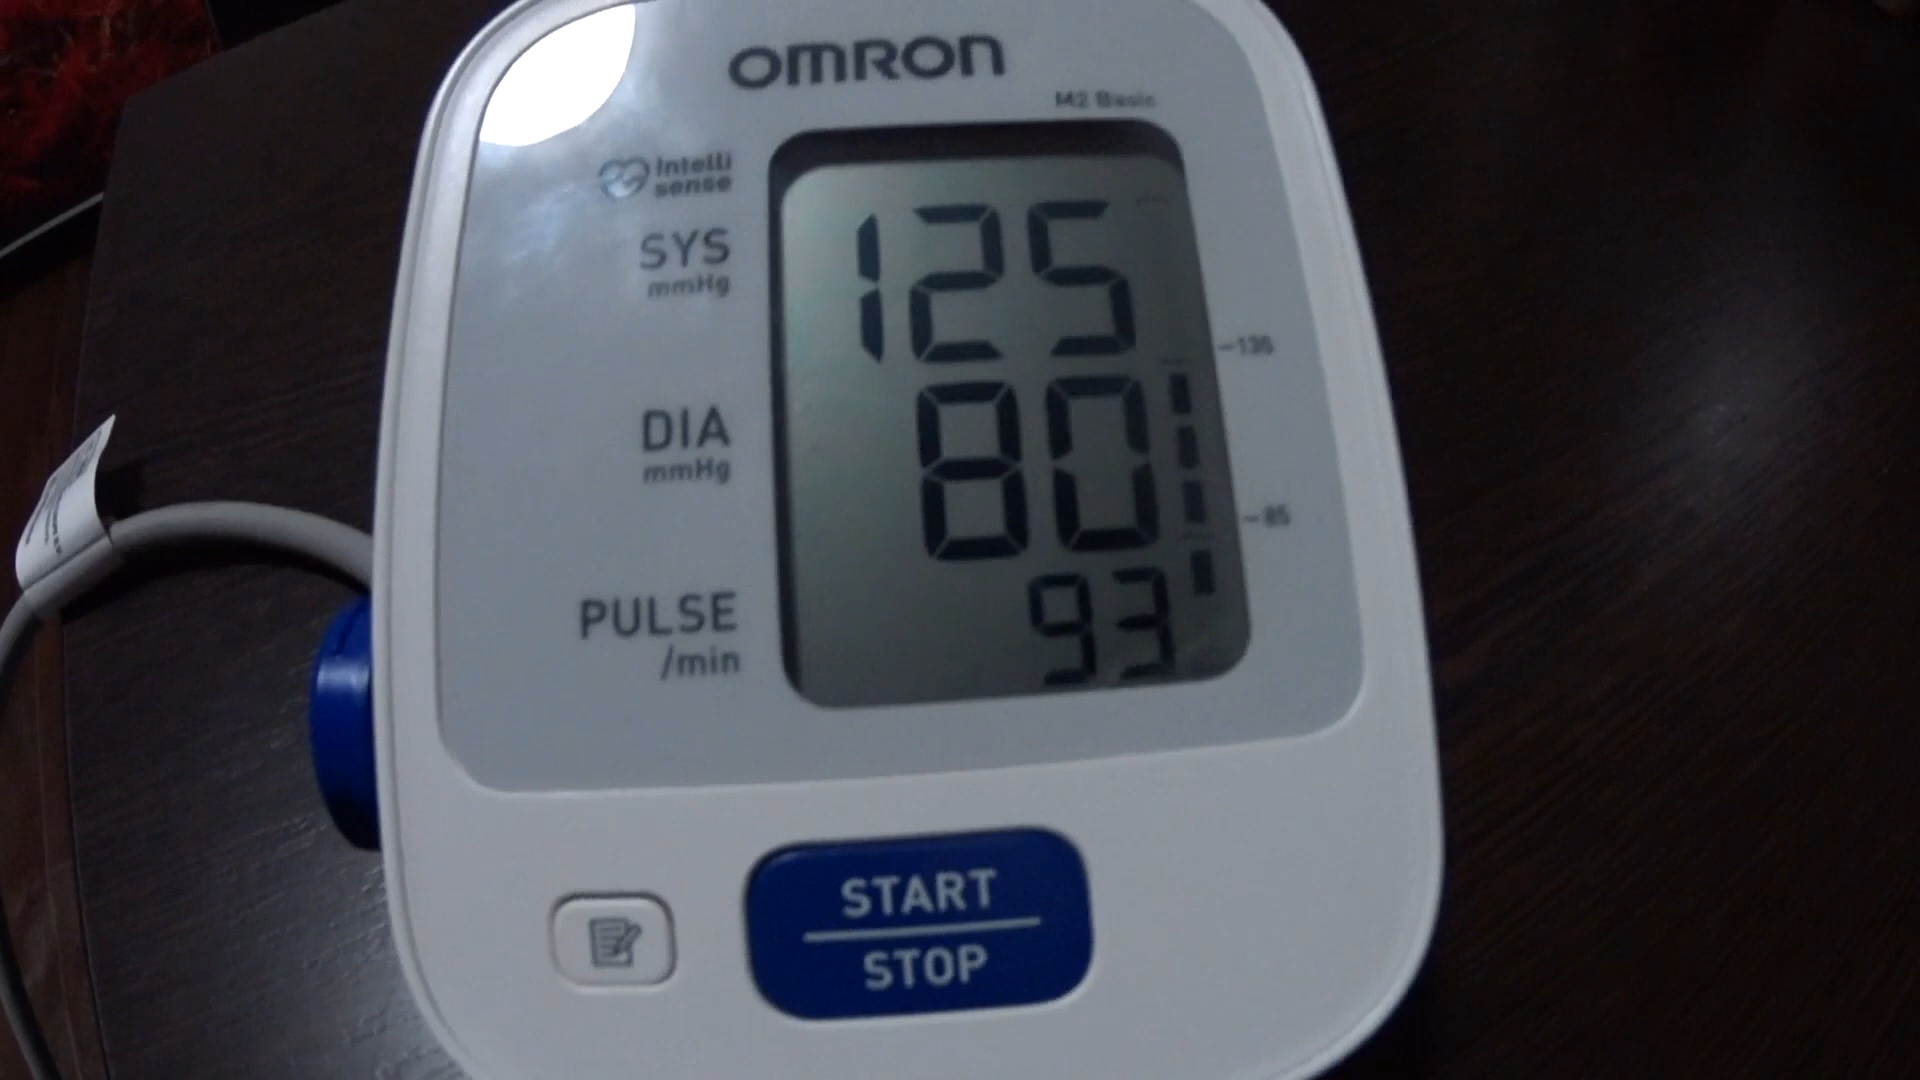 OMRON
M2 Basic
Intelli
sense
SYS
mmHg
125
-135
DIA
mmHg
80
-85
PULSE
/min
93
START
STOP